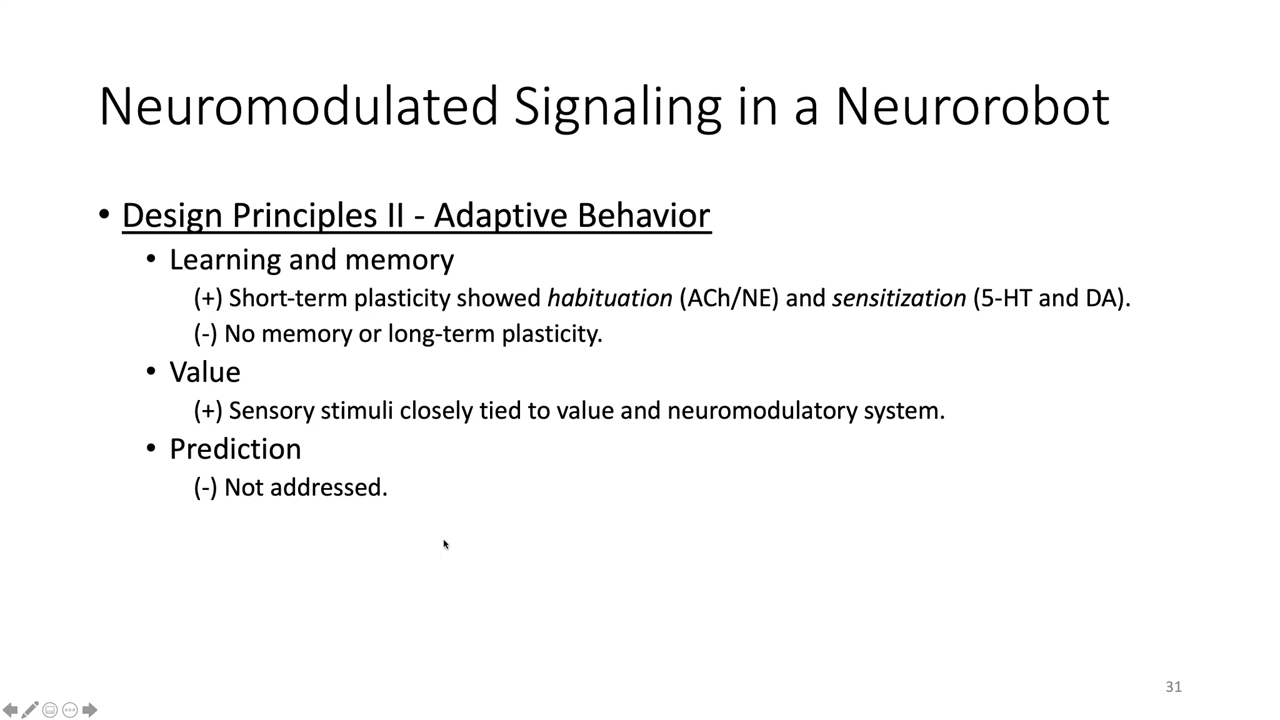 Neuromodulated Signaling in a Neurorobot
• Design Principles II - Adaptive Behavior
• Learning and memory
(+) Short-term plasticity showed habituation (ACh/NE) and sensitization (5-HT and DA).
(-) No memory or long-term plasticity.
• Value
(+) Sensory stimuli closely tied to value and neuromodulatory system.
• Prediction
(-) Not addressed.
31